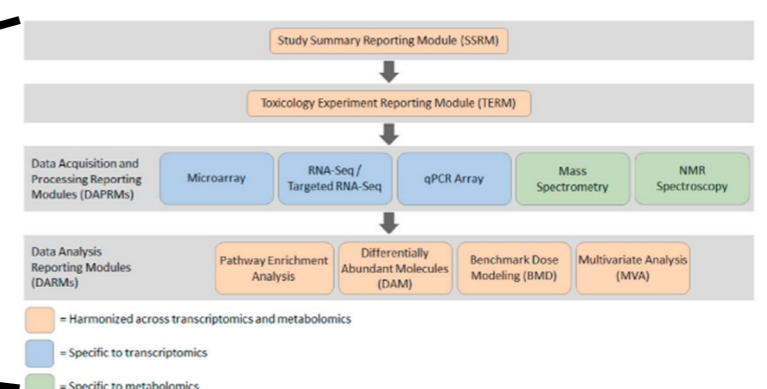 Study Summary Reporting Module (SSRM)
Toxicology Experiment Reporting Module (TERM)
Data Acquisition and
Processing Reporting
Modules (DAPRMs)
Microarray
RNA-Seq /
Targeted RNA-Seq
qPCR Array
Mass
Spectrometry
NMR
Spectroscopy
Data Analysis
Reporting Modules
(DARMs)
Pathway Enrichment
Analysis
Differentially
Abundant Molecules
(DAM)
Benchmark Dose
Modeling (BMD)
Multivariate Analysis
(MVA)
= Harmonized across transcriptomics and metabolomics
= Specific to transcriptomics
= Specific to metabolomics